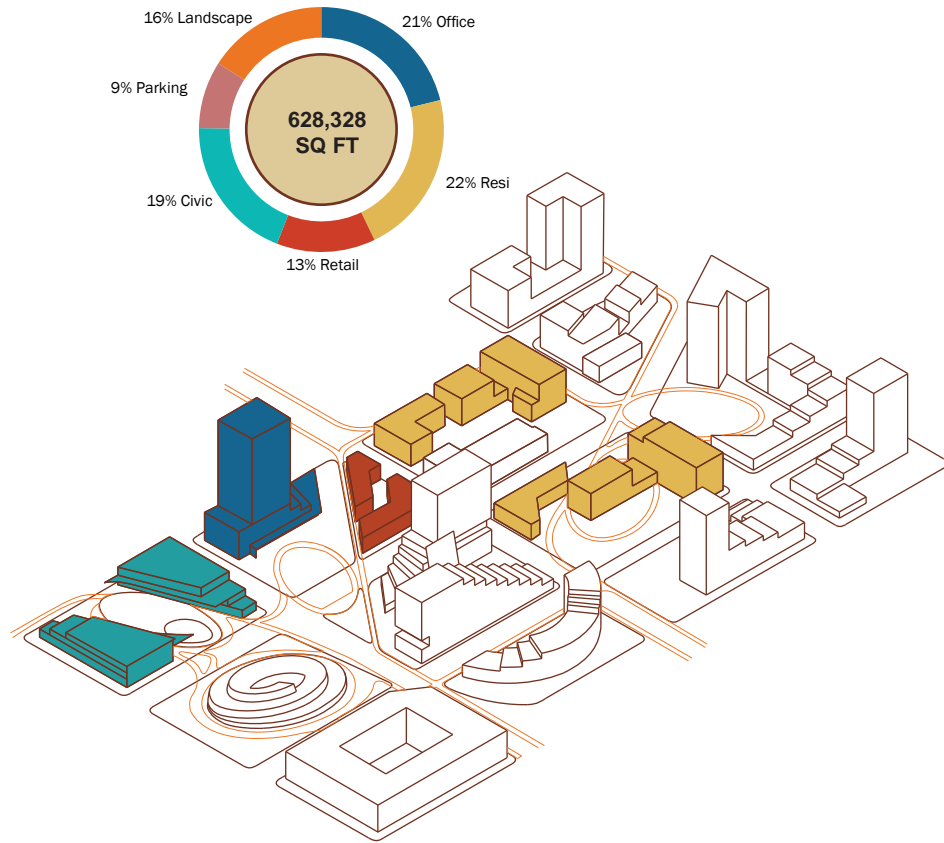 16% Landscape
21% Office
9% Parking
628,328
SQ FT
22% Resi
19% Civic
13% Retail